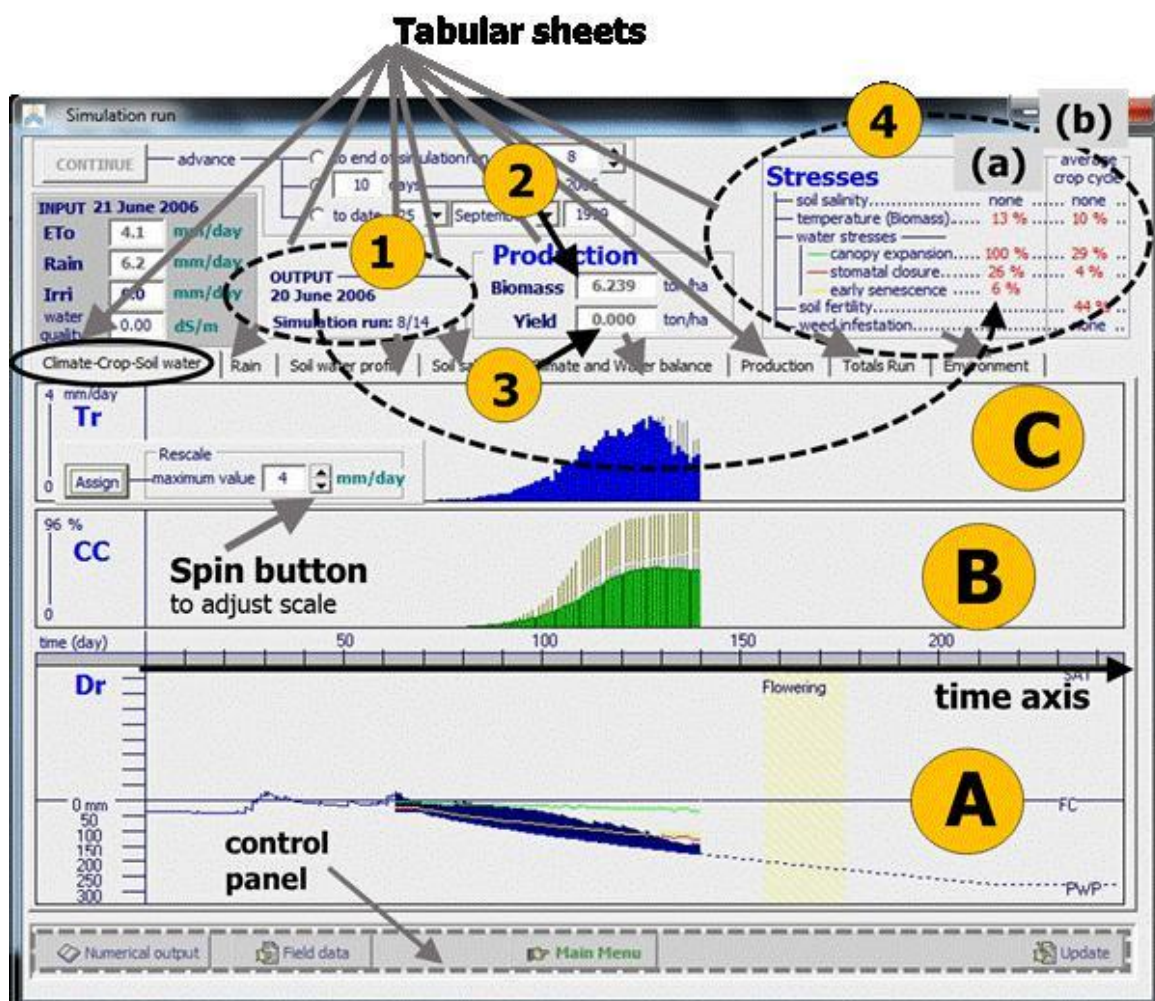 Tabular sheets
Simulation run
4
(b)
(a)
CONTINUE
advance
to end of simulation run
8
10 days
2006
to date
25
September
1999
2
INPUT 21 June 2006
ETo 4.1 mm/day
Rain 6.2 mm/day
Irri 0.0 mm/day
water quality 0.00 dS/m
1
OUTPUT
20 June 2006
Simulation run: 8/14
Production
Biomass 6.239 ton/ha
Yield 0.000 ton/ha
3
Stresses
average
crop cycle
soil salinity................ none ..... none ..
temperature (Biomass)..... 13 % ..... 10 % ..
water stresses
canopy expansion........100 % ..... 29 % ..
stomatal closure........ 26 % ..... 4 % ..
early senescence ..... 6 %
soil fertility 44 % ..
weed infestation none ..
Climate-Crop-Soil water
Rain
Soil water profile
Climate and Water balance
Production
Totals Run
Environment
4 mm/day
Tr
0
C
Assign
Rescale
maximum value 4 mm/day
96 %
CC
0
Spin button
to adjust scale
B
time (day)
50
100
150
200
Dr
SAT
Flowering
time axis
A
0 mm
50
100
150
200
250
300
FC
PWP
control
panel
Numerical output
Field data
Main Menu
Update